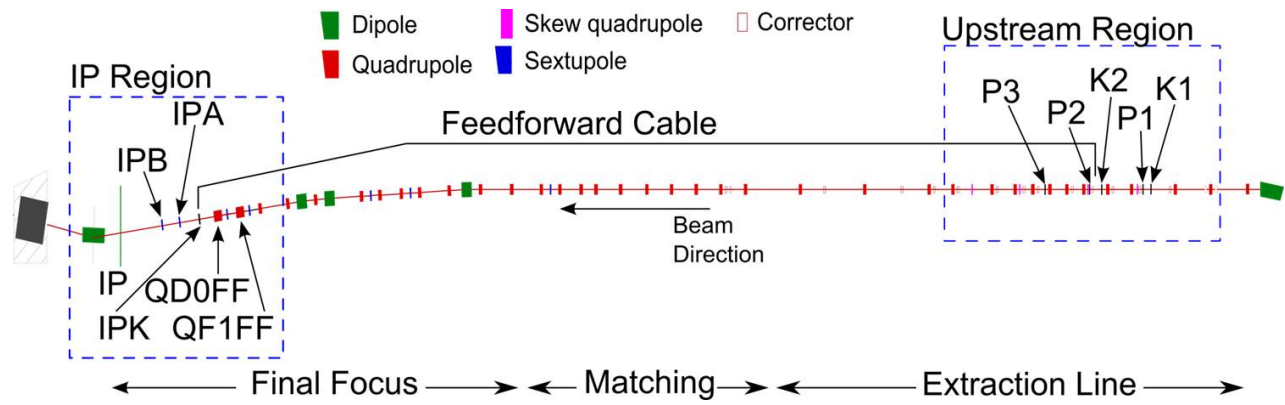 Dipole
Skew quadrupole
Corrector
Quadrupole
Sextupole
Upstream Region
IP Region
IPA
IPB
Feedforward Cable
P3
P2
K2
P1
K1
Beam
Direction
IP
QD0FF
IPK
QF1FF
Final Focus
Matching
Extraction Line